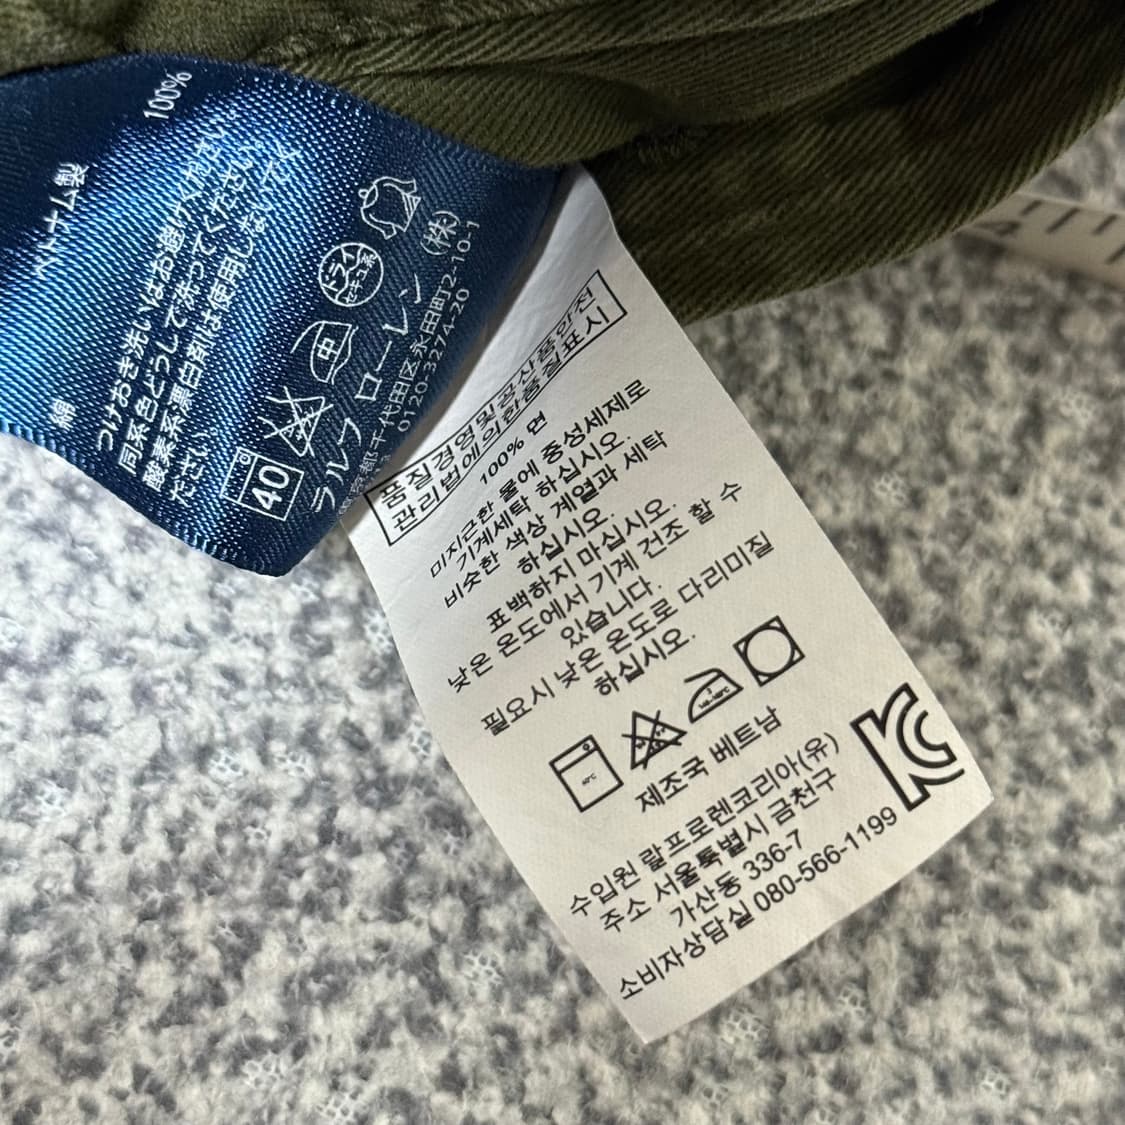 100%
ベトナム製
綿
つけおき洗いはお避けください
同系色どうしで洗ってください
酸素系漂白剤は使用しないでく
ださい
40
中
ドライ
セキユ系
ラルフ ローレン (株)
千代田区永田町2-10-1
0120-3274-20
품질경영및공산품안전
관리법에의한품질표시
100% 면
미지근한 물에 중성세제로
기계세탁 하십시오.
비슷한 색상 계열과 세탁
하십시오.
표백하지 마십시오.
낮은 온도에서 기계 건조 할 수
있습니다.
필요시 낮은 온도로 다리미질
하십시오.
40℃
제조국 베트남
수입원 랄프로렌코리아(유)
주소 서울특별시 금천구
가산동 336-7
소비자상담실 080-566-1199
4